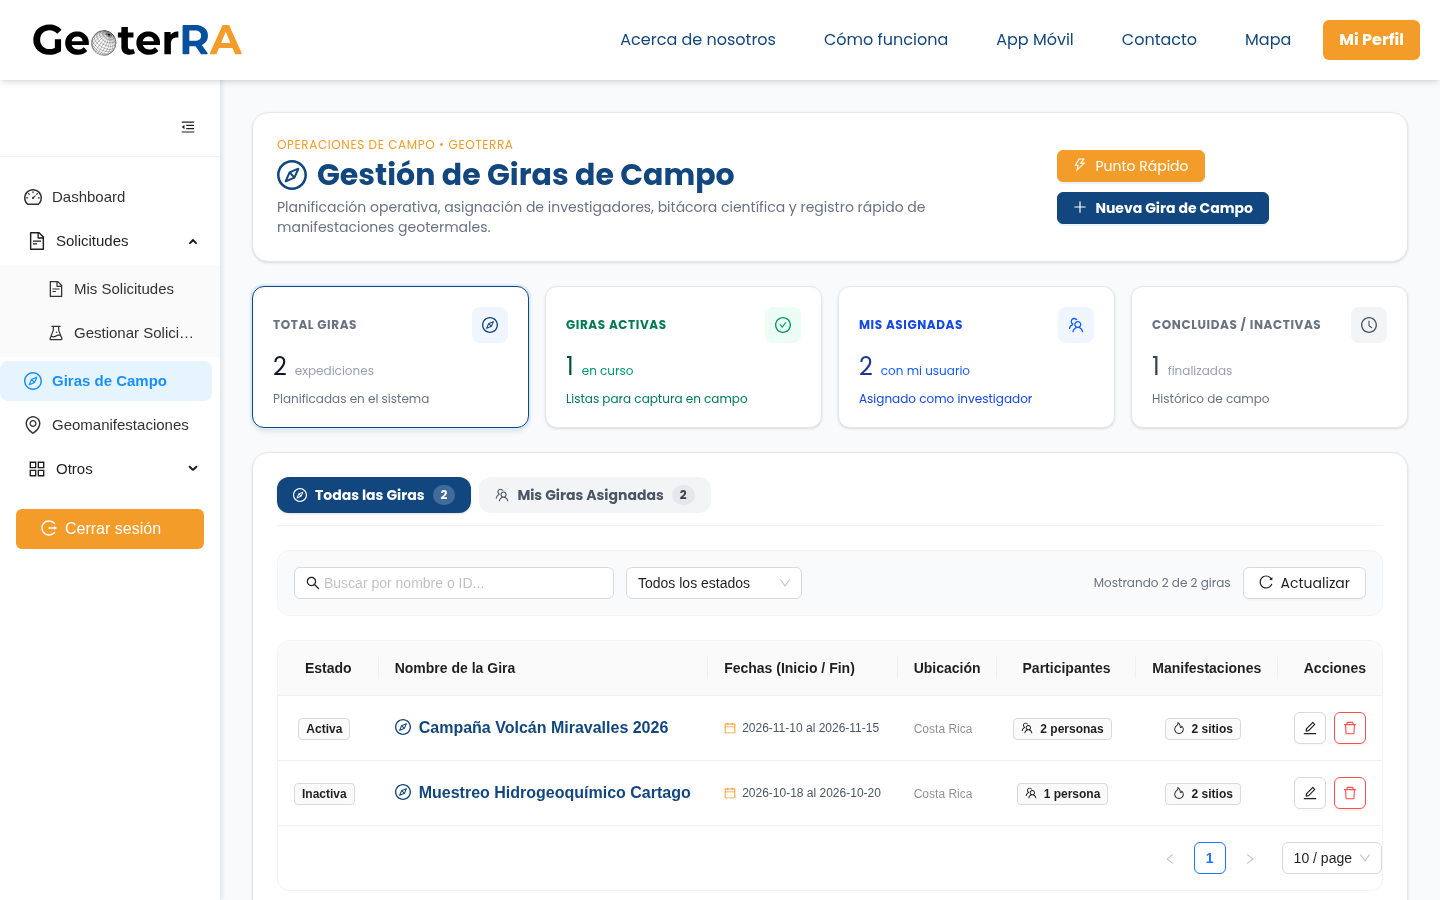 GeoterRA
Acerca de nosotros
Cómo funciona
App Móvil
Contacto
Mapa
Mi Perfil
Dashboard
Solicitudes
Mis Solicitudes
Gestionar Solici...
Giras de Campo
Geomanifestaciones
Otros
Cerrar sesión
OPERACIONES DE CAMPO • GEOTERRA
Gestión de Giras de Campo
Planificación operativa, asignación de investigadores, bitácora científica y registro rápido de
manifestaciones geotermales.
Punto Rápido
Nueva Gira de Campo
TOTAL GIRAS
2 expediciones
Planificadas en el sistema
GIRAS ACTIVAS
1 en curso
Listas para captura en campo
MIS ASIGNADAS
2 con mi usuario
Asignado como investigador
CONCLUIDAS / INACTIVAS
1 finalizadas
Histórico de campo
Todas las Giras 2
Mis Giras Asignadas 2
Buscar por nombre o ID...
Todos los estados
Mostrando 2 de 2 giras
Actualizar
Estado Nombre de la Gira Fechas (Inicio / Fin) Ubicación Participantes Manifestaciones Acciones
Activa Campaña Volcán Miravalles 2026 2026-11-10 al 2026-11-15 Costa Rica 2 personas 2 sitios
Inactiva Muestreo Hidrogeoquímico Cartago 2026-10-18 al 2026-10-20 Costa Rica 1 persona 2 sitios
1
10 / page